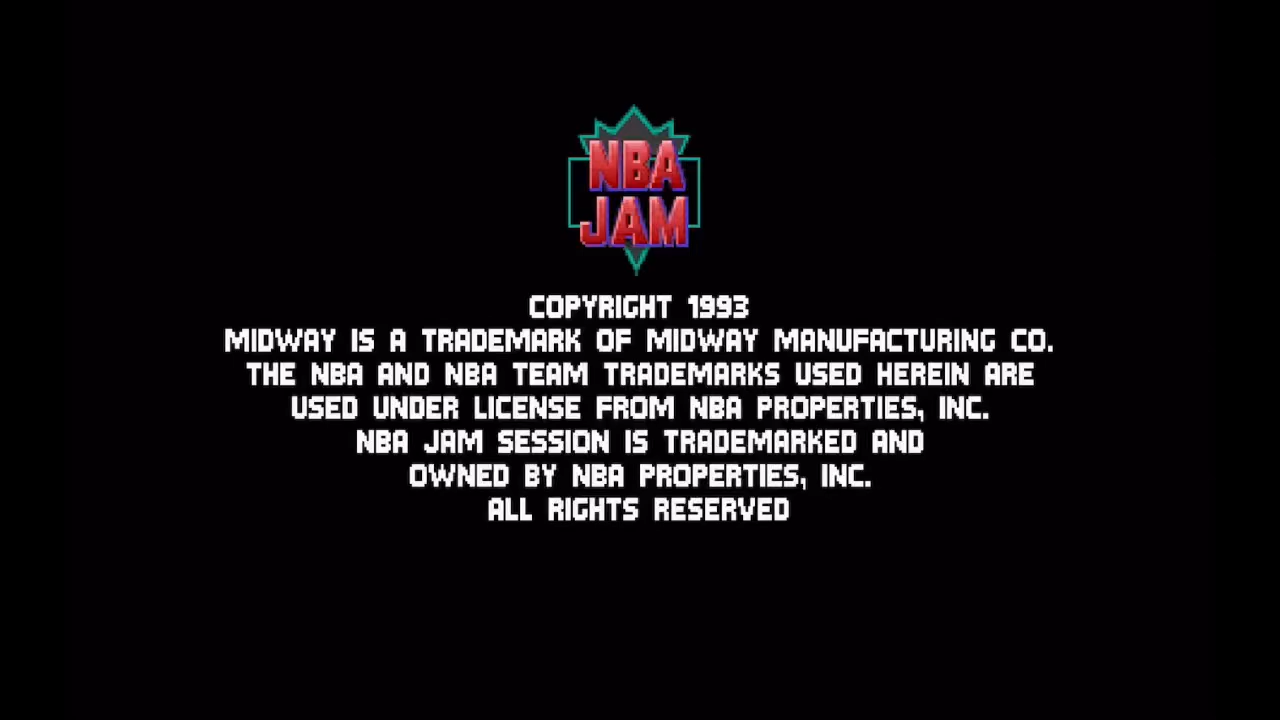 NBA
JAM
COPYRIGHT 1993
MIDWAY IS A TRADEMARK OF MIDWAY MANUFACTURING CO.
THE NBA AND NBA TEAM TRADEMARKS USED HEREIN ARE
USED UNDER LICENSE FROM NBA PROPERTIES, INC.
NBA JAM SESSION IS TRADEMARKED AND
OWNED BY NBA PROPERTIES, INC.
ALL RIGHTS RESERVED